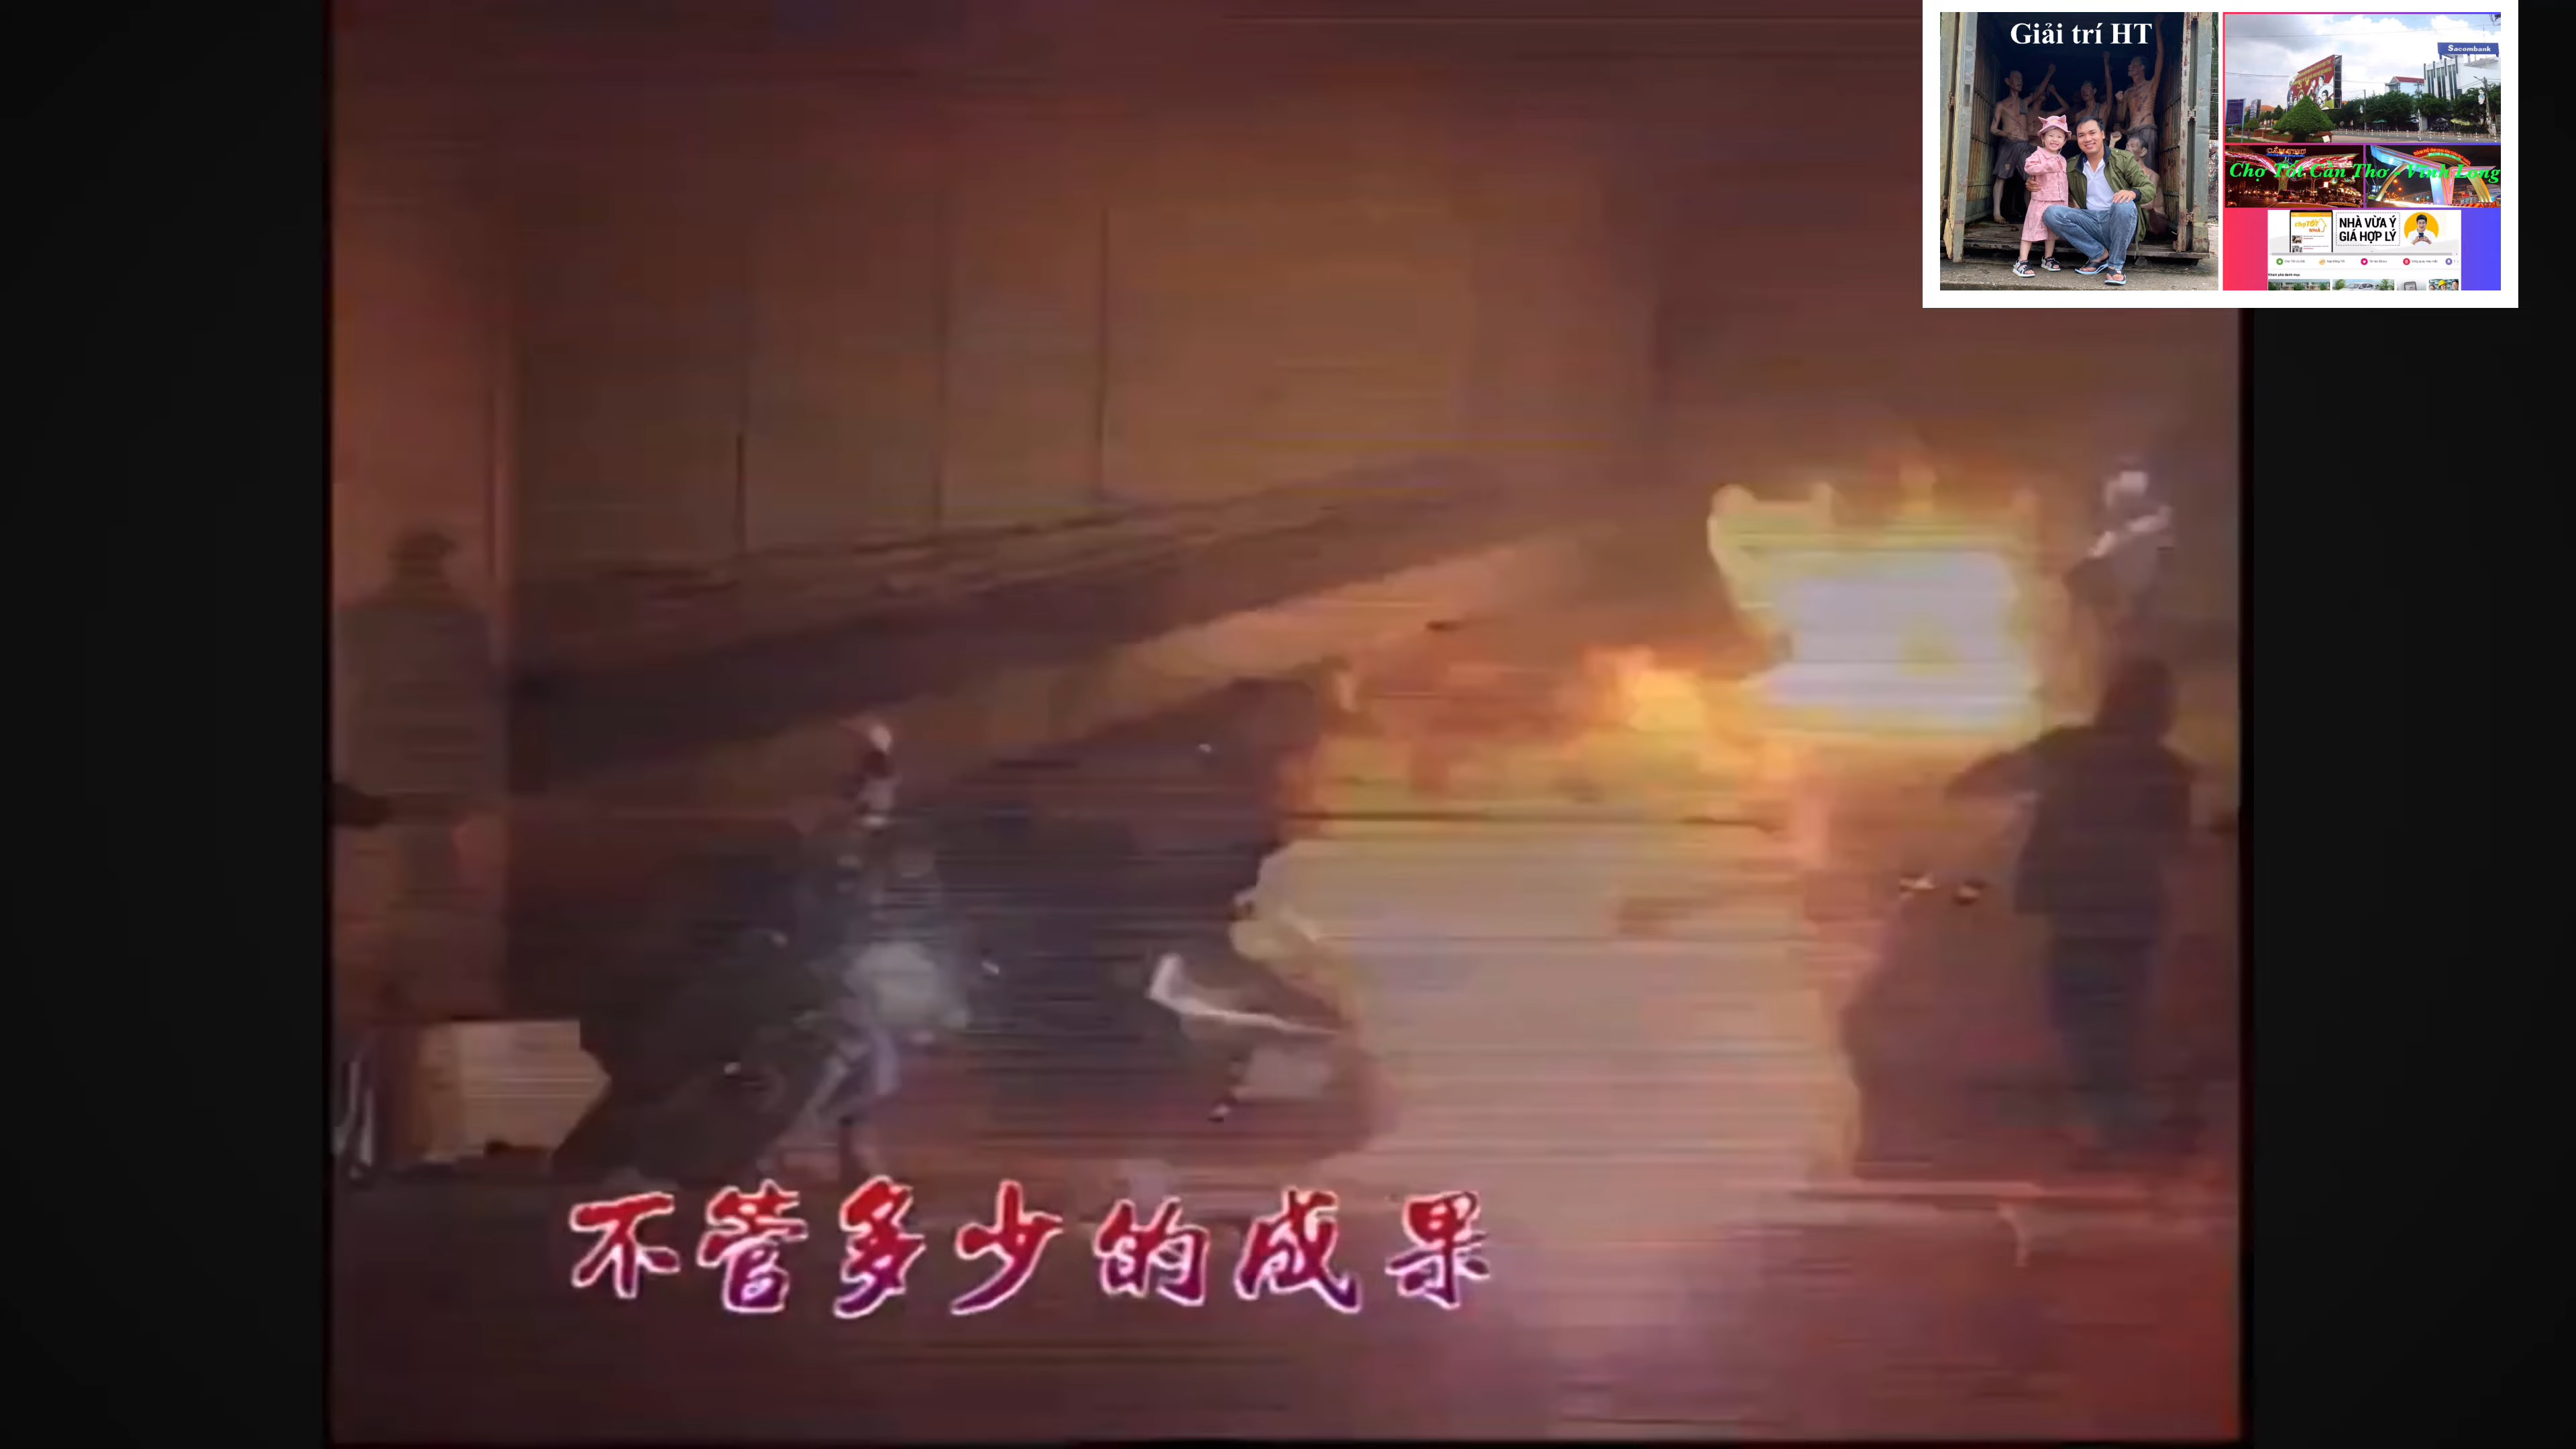 Giải trí HT
Sacombank
Chợ Tốt Cần Thơ - Vĩnh Long
NHÀ VỪA Ý
GIÁ HỢP LÝ
不管多少的成果